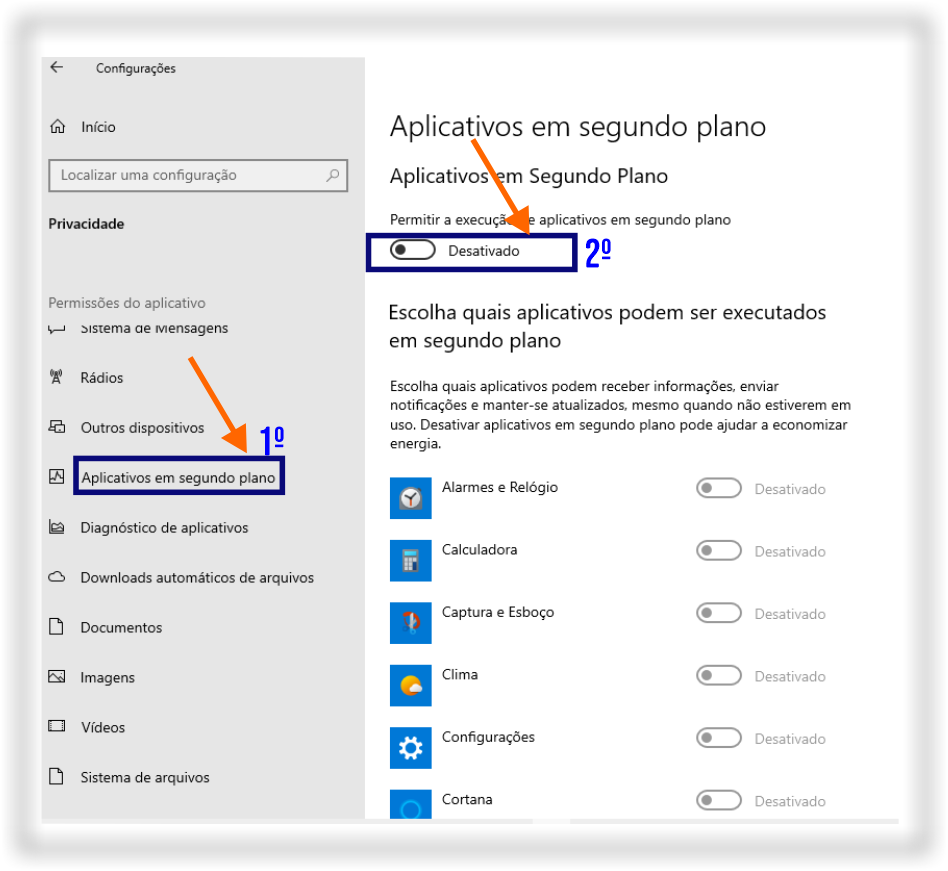 Configurações
Início
Localizar uma configuração
Privacidade
Permissões do aplicativo
Sistema de Mensagens
Rádios
Outros dispositivos
1º
Aplicativos em segundo plano
Diagnóstico de aplicativos
Downloads automáticos de arquivos
Documentos
Imagens
Vídeos
Sistema de arquivos
Aplicativos em segundo plano
Aplicativos em Segundo Plano
Permitir a execução de aplicativos em segundo plano
Desativado 2º
Escolha quais aplicativos podem ser executados
em segundo plano
Escolha quais aplicativos podem receber informações, enviar
notificações e manter-se atualizados, mesmo quando não estiverem em
uso. Desativar aplicativos em segundo plano pode ajudar a economizar
energia.
Alarmes e Relógio Desativado
Calculadora Desativado
Captura e Esboço Desativado
Clima Desativado
Configurações Desativado
Cortana Desativado